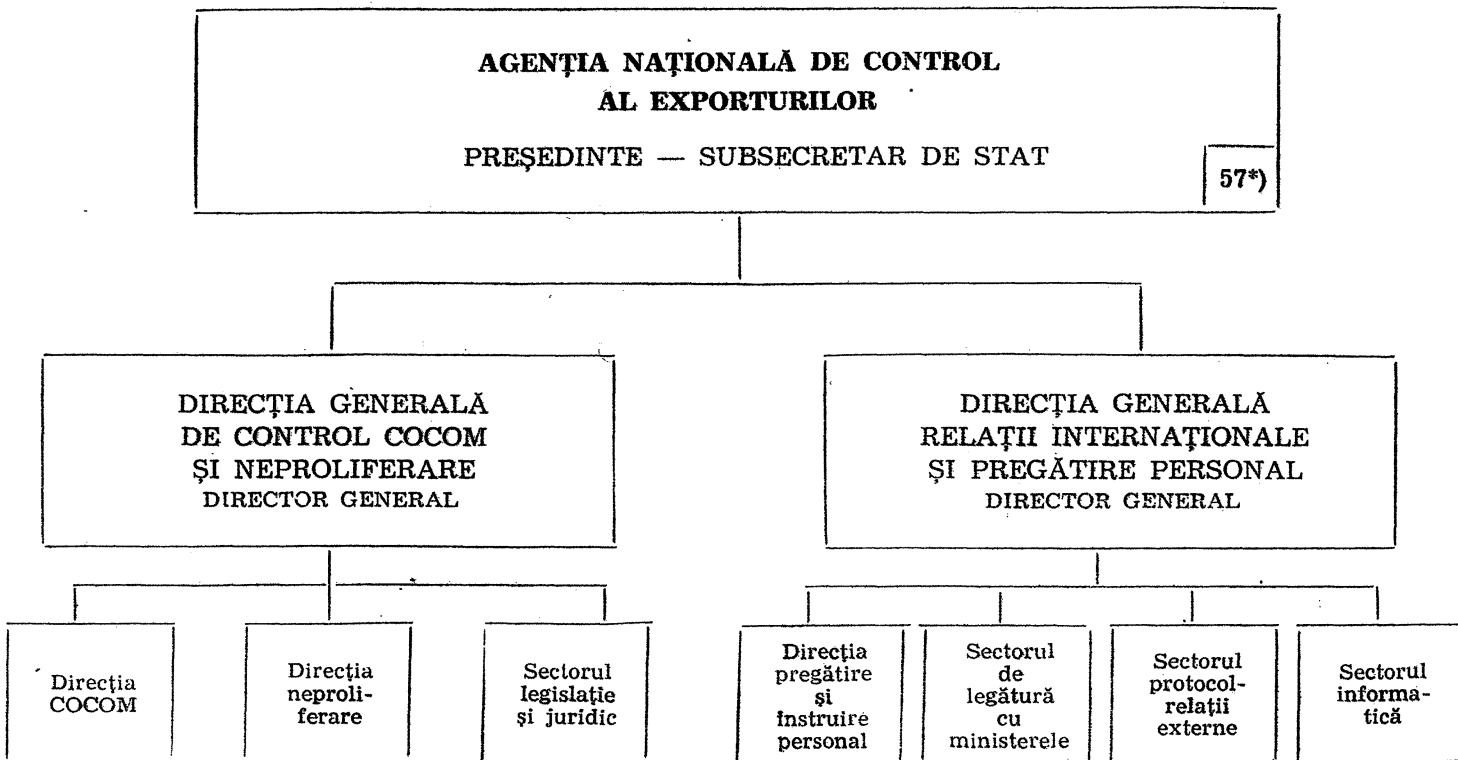 AGENȚIA NAȚIONALĂ DE CONTROL
AL EXPORTURILOR
PREȘEDINTE — SUBSECRETAR DE STAT
57*)
DIRECȚIA GENERALĂ
DE CONTROL COCOM
ȘI NEPROLIFERARE
DIRECTOR GENERAL
DIRECȚIA GENERALĂ
RELAȚII INTERNAȚIONALE
ȘI PREGĂTIRE PERSONAL
DIRECTOR GENERAL
Direcția
COCOM
Direcția
neproli-
ferare
Sectorul
legislație
și juridic
Direcția
pregătire
și
instruire
personal
Sectorul
de
legătură
cu
ministerele
Sectorul
protocol-
relații
externe
Sectorul
informa-
tică